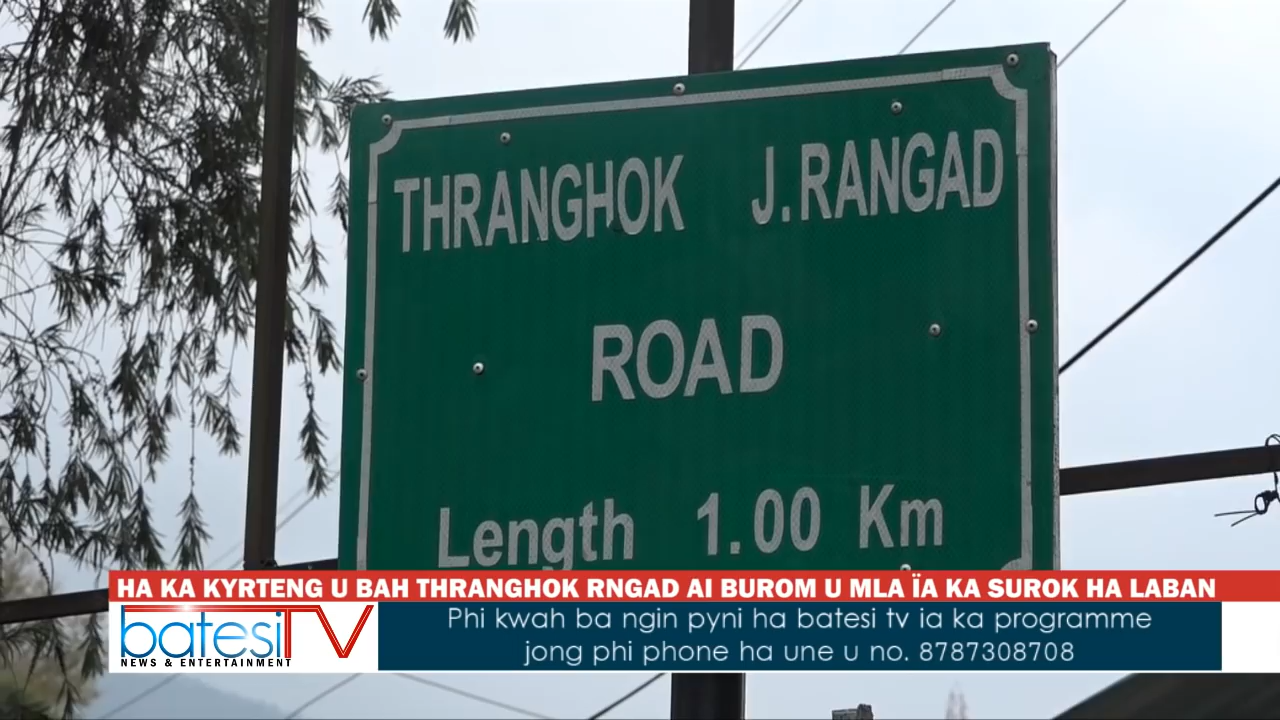 THRANGHOK J.RANGAD
ROAD
Length 1.00 Km
HA KA KYRTENG U BAH THRANGHOK RNGAD AI BUROM U MLA ÏA KA SUROK HA LABAN
batesi TV
NEWS & ENTERTAINMENT
Phi kwah ba ngin pyni ha batesi tv ia ka programme
jong phi phone ha une u no. 8787308708